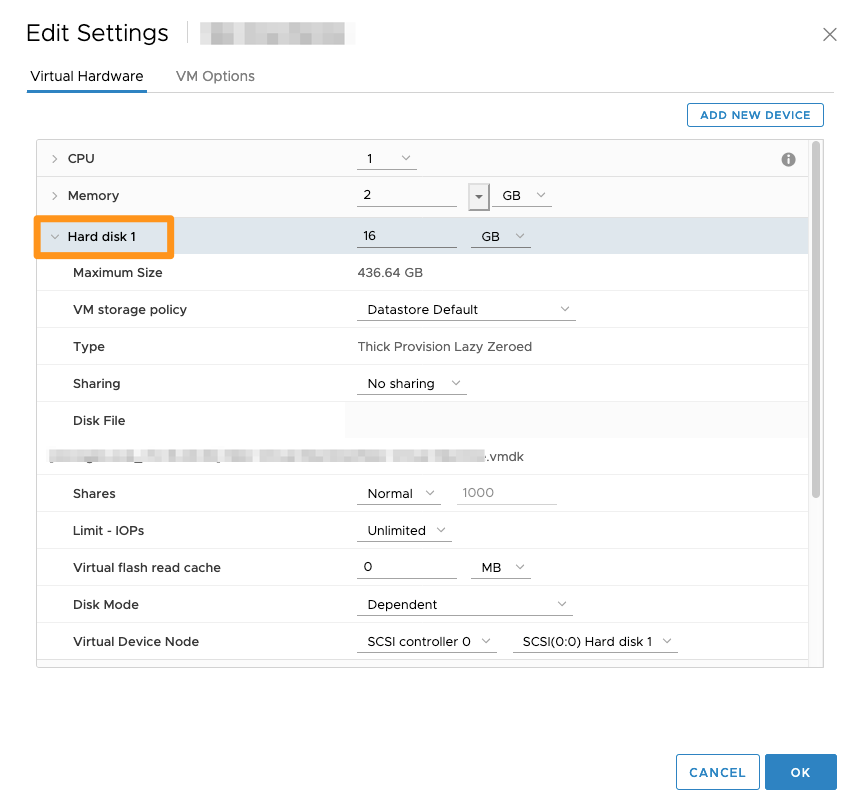 Edit Settings
Virtual Hardware VM Options
ADD NEW DEVICE
CPU 1
Memory 2 GB
Hard disk 1 16 GB
Maximum Size 436.64 GB
VM storage policy Datastore Default
Type Thick Provision Lazy Zeroed
Sharing No sharing
Disk File
.vmdk
Shares Normal 1000
Limit - IOPs Unlimited
Virtual flash read cache 0 MB
Disk Mode Dependent
Virtual Device Node SCSI controller 0 SCSI(0:0) Hard disk 1
CANCEL OK